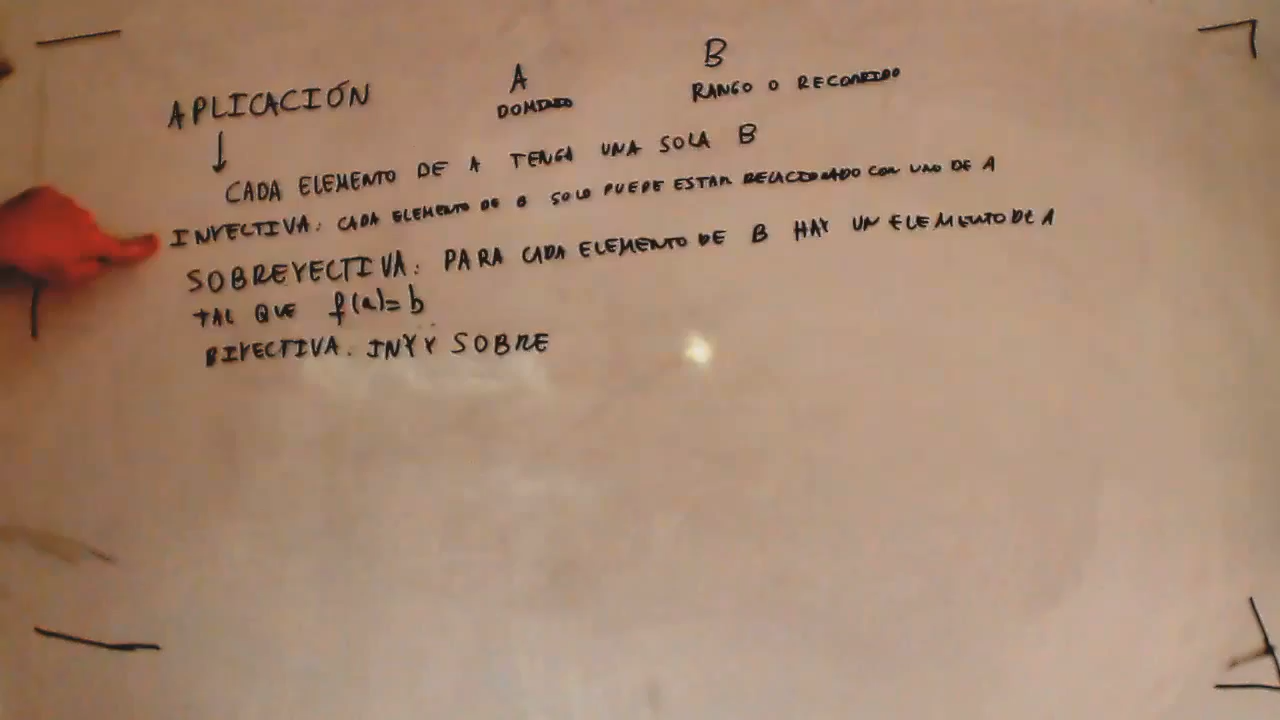 APLICACIÓN A B
DOMINIO RANGO O RECORRIDO
↓
CADA ELEMENTO DE A TENGA UNA SOLA B
INYECTIVA: CADA ELEMENTO DE B SOLO PUEDE ESTAR RELACIONADO CON UNO DE A
SOBREYECTIVA: PARA CADA ELEMENTO DE B HAY UN ELEMENTO DE A
TAL QUE f(a)=b
BIYECTIVA. INY Y SOBRE